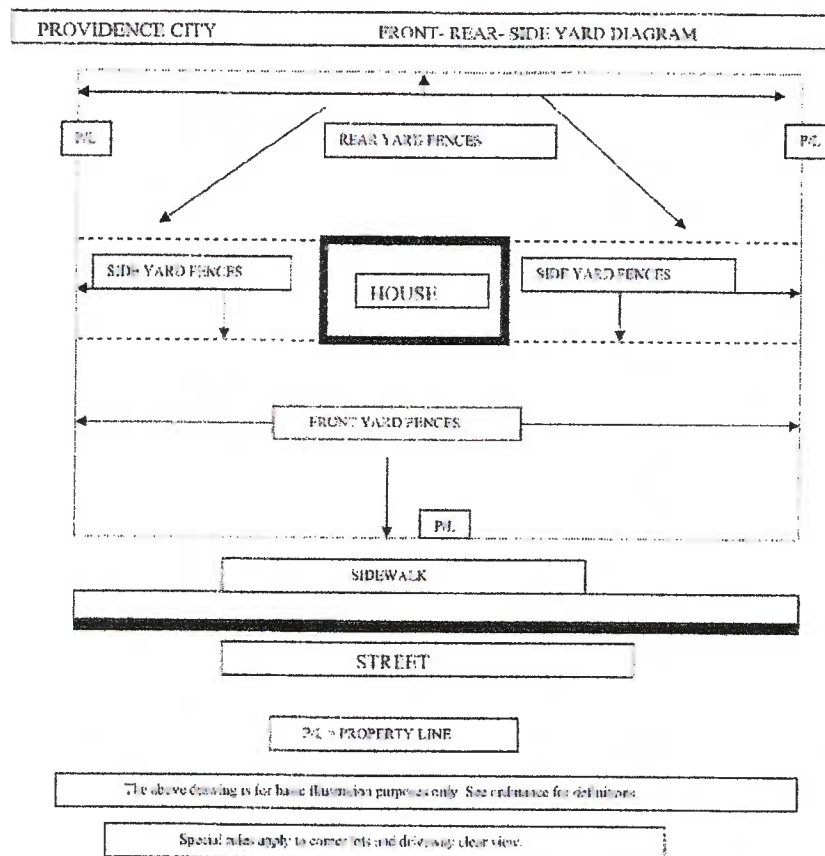 PROVIDENCE CITY FRONT- REAR- SIDE YARD DIAGRAM
P/L REAR YARD FENCES P/L
SIDE YARD FENCES HOUSE SIDE YARD FENCES
FRONT YARD FENCES
P/L
SIDEWALK
STREET
P/L = PROPERTY LINE
The above drawing is for basic illustration purposes only. See ordinance for definitions.
Special rules apply to corner lots and driveway clear view.